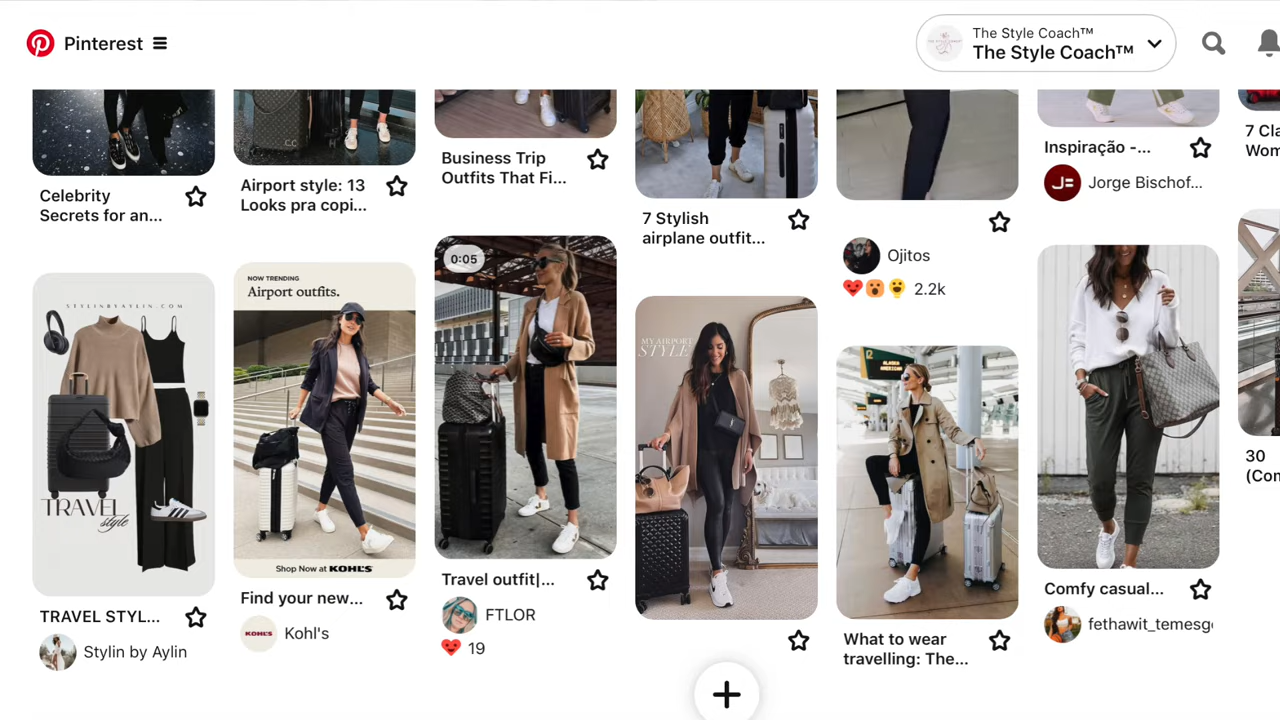 Pinterest
The Style Coach™
The Style Coach™
Celebrity
Secrets for an...
Airport style: 13
Looks pra copi...
Business Trip
Outfits That Fi...
7 Stylish
airplane outfit...
Ojitos
2.2k
Inspiração -...
Jorge Bischof...
7 Cla
Wom
STYLINBYAYLIN.COM
TRAVEL
style
TRAVEL STYL...
Stylin by Aylin
NOW TRENDING
Airport outfits.
Shop Now at KOHL'S
Find your new...
KOHL'S
Kohl's
0:05
Travel outfit|...
FTLOR
19
MY AIRPORT
STYLE
ALASKA
AMERICAN
What to wear
travelling: The...
Comfy casual...
fethawit_temesg
30
(Con